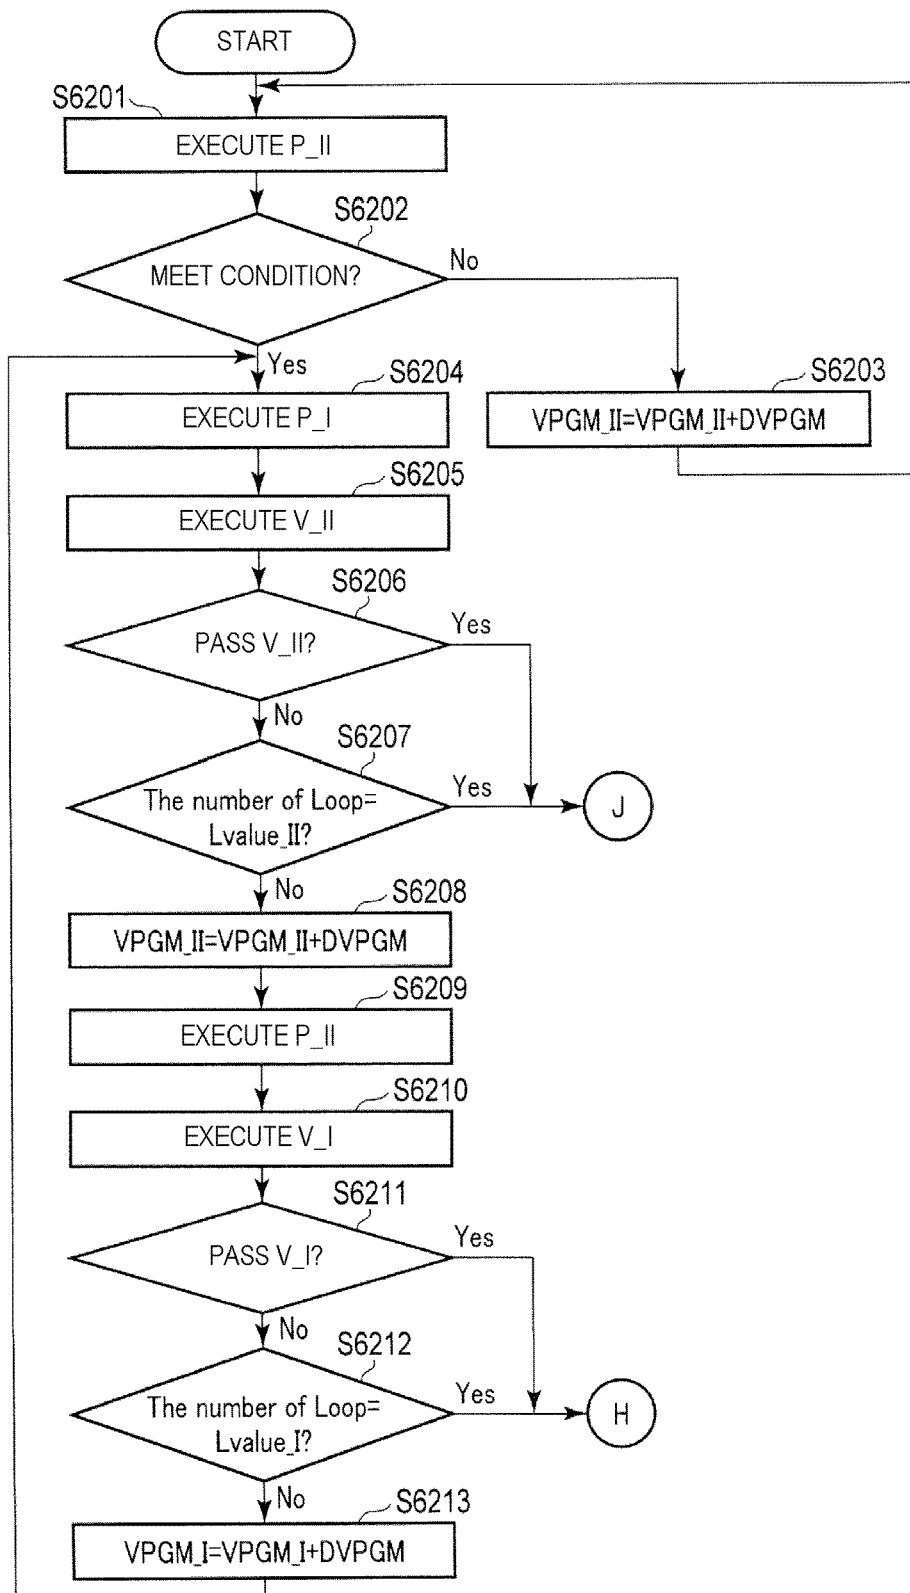 START
S6201
EXECUTE P_II
S6202
MEET CONDITION?
No
Yes
S6204
EXECUTE P_I
S6203
VPGM_II=VPGM_II+DVPGM
S6205
EXECUTE V_II
S6206
PASS V_II?
Yes
No
S6207
The number of Loop=
Lvalue_II?
Yes
J
No
S6208
VPGM_II=VPGM_II+DVPGM
S6209
EXECUTE P_II
S6210
EXECUTE V_I
S6211
PASS V_I?
Yes
No
S6212
The number of Loop=
Lvalue_I?
Yes
H
No
S6213
VPGM_I=VPGM_I+DVPGM